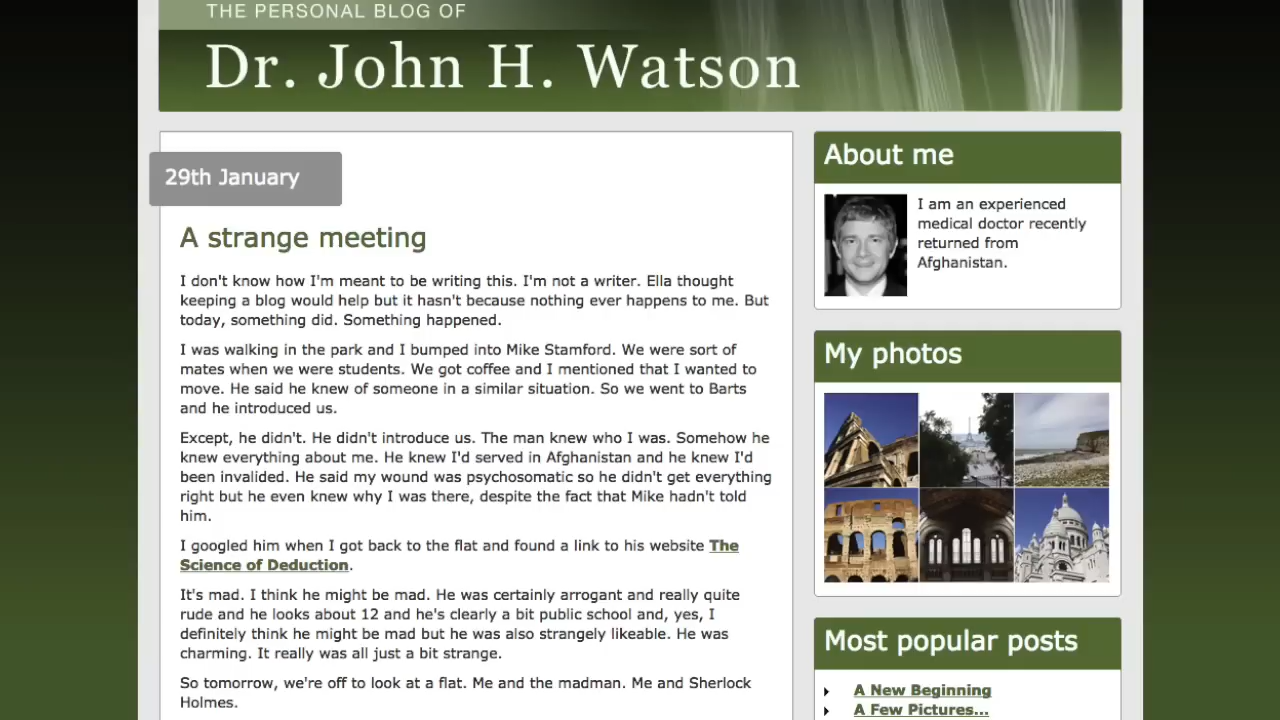 THE PERSONAL BLOG OF
Dr. John H. Watson
29th January
A strange meeting
I don't know how I'm meant to be writing this. I'm not a writer. Ella thought
keeping a blog would help but it hasn't because nothing ever happens to me. But
today, something did. Something happened.
I was walking in the park and I bumped into Mike Stamford. We were sort of
mates when we were students. We got coffee and I mentioned that I wanted to
move. He said he knew of someone in a similar situation. So we went to Barts
and he introduced us.
Except, he didn't. He didn't introduce us. The man knew who I was. Somehow he
knew everything about me. He knew I'd served in Afghanistan and he knew I'd
been invalided. He said my wound was psychosomatic so he didn't get everything
right but he even knew why I was there, despite the fact that Mike hadn't told
him.
I googled him when I got back to the flat and found a link to his website The
Science of Deduction.
It's mad. I think he might be mad. He was certainly arrogant and really quite
rude and he looks about 12 and he's clearly a bit public school and, yes, I
definitely think he might be mad but he was also strangely likeable. He was
charming. It really was all just a bit strange.
So tomorrow, we're off to look at a flat. Me and the madman. Me and Sherlock
Holmes.
About me
I am an experienced
medical doctor recently
returned from
Afghanistan.
My photos
Most popular posts
A New Beginning
A Few Pictures...